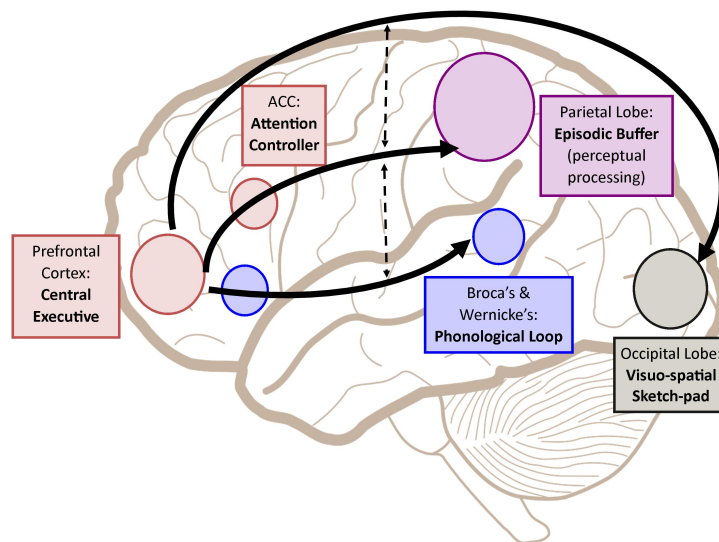 ACC:
Attention
Controller
Parietal Lobe:
Episodic Buffer
(perceptual
processing)
Prefrontal
Cortex:
Central
Executive
Broca's &
Wernicke's:
Phonological Loop
Occipital Lobe:
Visuo-spatial
Sketch-pad